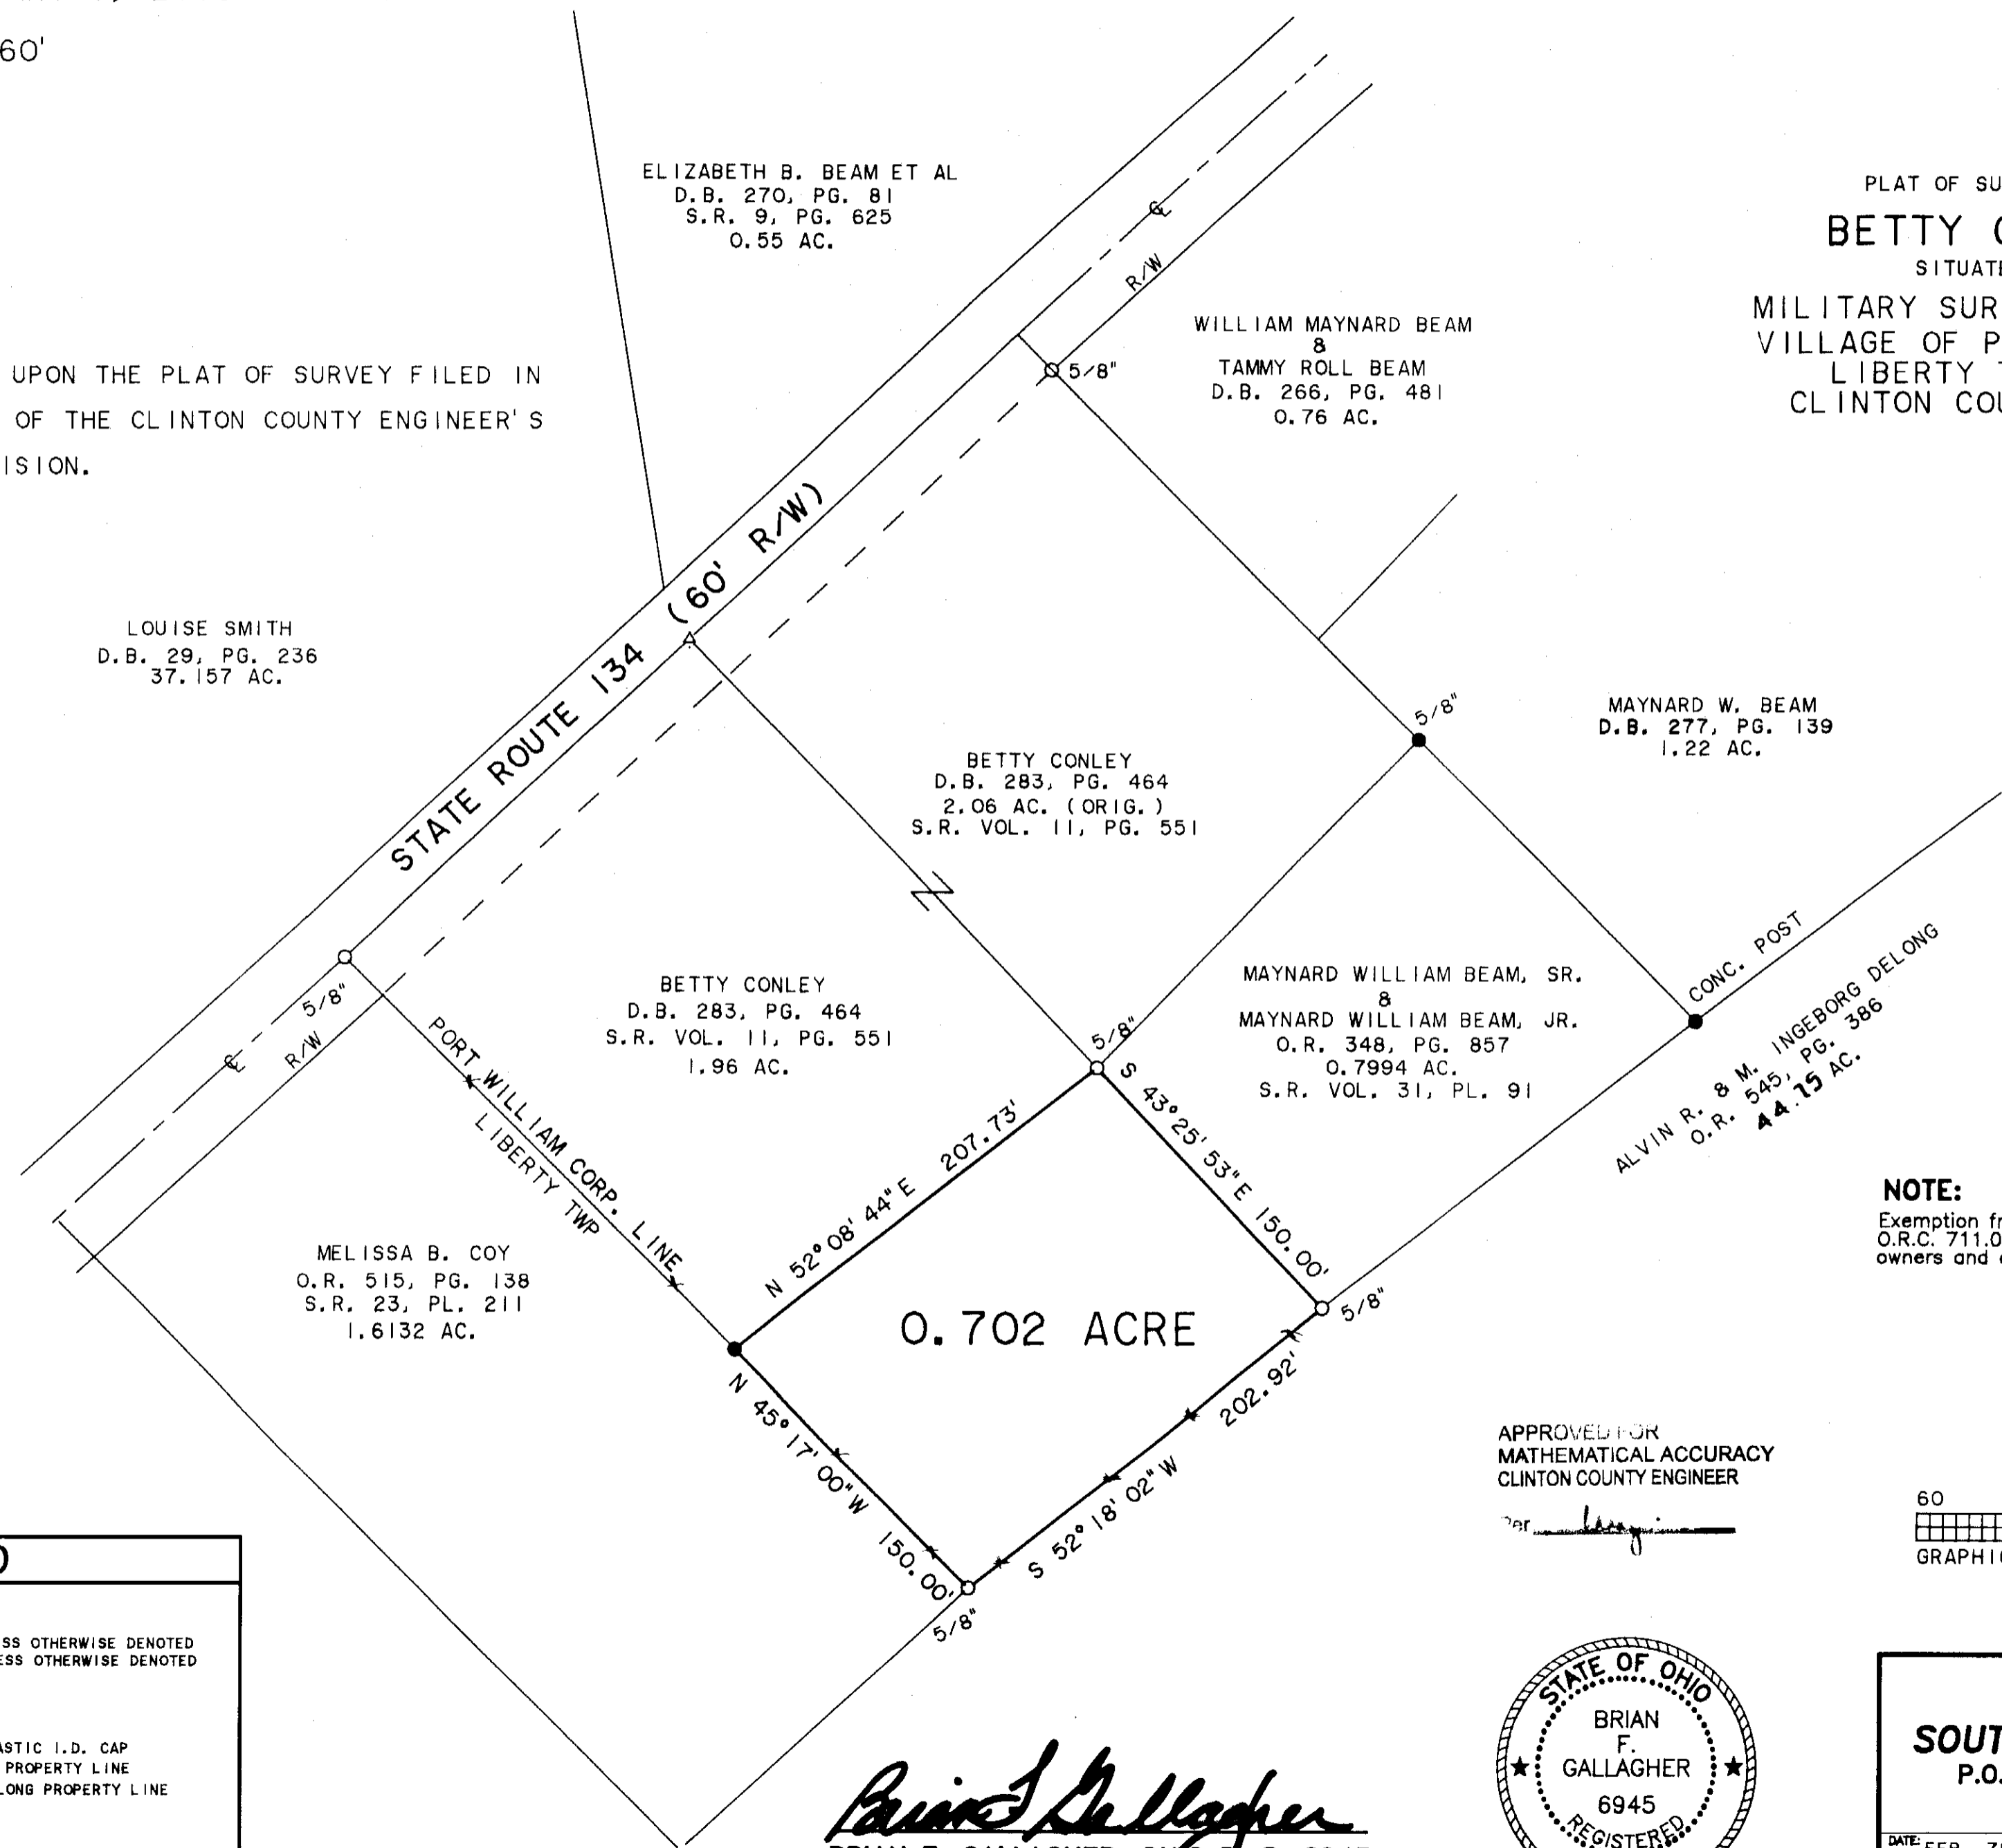 60'
UPON THE PLAT OF SURVEY FILED IN
OF THE CLINTON COUNTY ENGINEER'S
ISION.
ELIZABETH B. BEAM ET AL
D.B. 270, PG. 81
S.R. 9, PG. 625
0.55 AC.
PLAT OF SU
BETTY
SITUATE
MILITARY SUR
VILLAGE OF P
LIBERTY T
CLINTON COU
WILLIAM MAYNARD BEAM
&
TAMMY ROLL BEAM
D.B. 266, PG. 481
0.76 AC.
R/W
5/8"
LOUISE SMITH
D.B. 29, PG. 236
37.157 AC.
STATE ROUTE 134 (60' R/W)
MAYNARD W. BEAM
D.B. 277, PG. 139
1.22 AC.
5/8"
BETTY CONLEY
D.B. 283, PG. 464
2.06 AC. (ORIG.)
S.R. VOL. 11, PG. 551
BETTY CONLEY
D.B. 283, PG. 464
S.R. VOL. 11, PG. 551
1.96 AC.
MAYNARD WILLIAM BEAM, SR.
&
MAYNARD WILLIAM BEAM, JR.
O.R. 348, PG. 857
0.7994 AC.
S.R. VOL. 31, PL. 91
CONC. POST
ALVIN R. & M. INGEBORG DELONG
O.R. 545, PG. 386
44.75 AC.
5/8"
R/W
PORT WILLIAM CORP. LINE
LIBERTY TWP
5/8"
N 52° 08' 44" E 207.73'
S 43° 25' 53" E 150.00'
5/8"
0.702 ACRE
S 52° 18' 02" W 202.92'
N 45° 17' 00" W 150.00'
5/8"
MELISSA B. COY
O.R. 515, PG. 138
S.R. 23, PL. 211
1.6132 AC.
NOTE:
Exemption fr
O.R.C. 711.0
owners and
APPROVED FOR
MATHEMATICAL ACCURACY
CLINTON COUNTY ENGINEER
Per
60
GRAPHI
D
SS OTHERWISE DENOTED
ESS OTHERWISE DENOTED
ASTIC I.D. CAP
PROPERTY LINE
LONG PROPERTY LINE
STATE OF OHIO
BRIAN
F.
GALLAGHER
6945
REGISTERED
Brian F Gallagher
SOUT
P.O.
DATE: FEB.